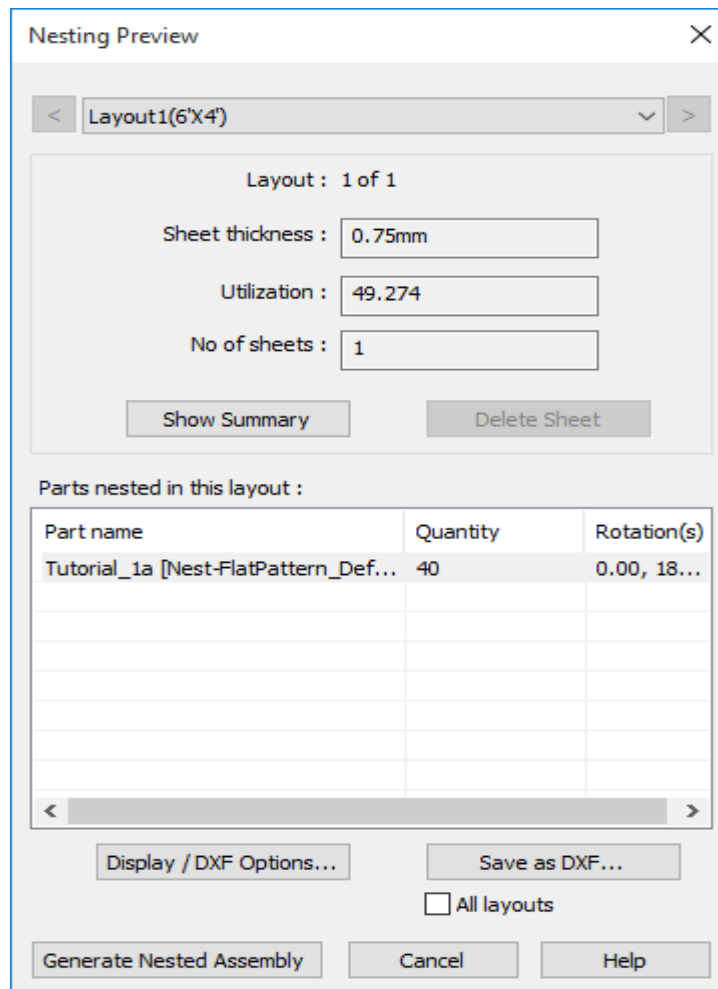 Nesting Preview
< Layout1(6'X4') >
Layout : 1 of 1
Sheet thickness : 0.75mm
Utilization : 49.274
No of sheets : 1
Show Summary Delete Sheet
Parts nested in this layout :
Part name Quantity Rotation(s)
Tutorial_1a [Nest-FlatPattern_Def... 40 0.00, 18...
Display / DXF Options... Save as DXF...
All layouts
Generate Nested Assembly Cancel Help